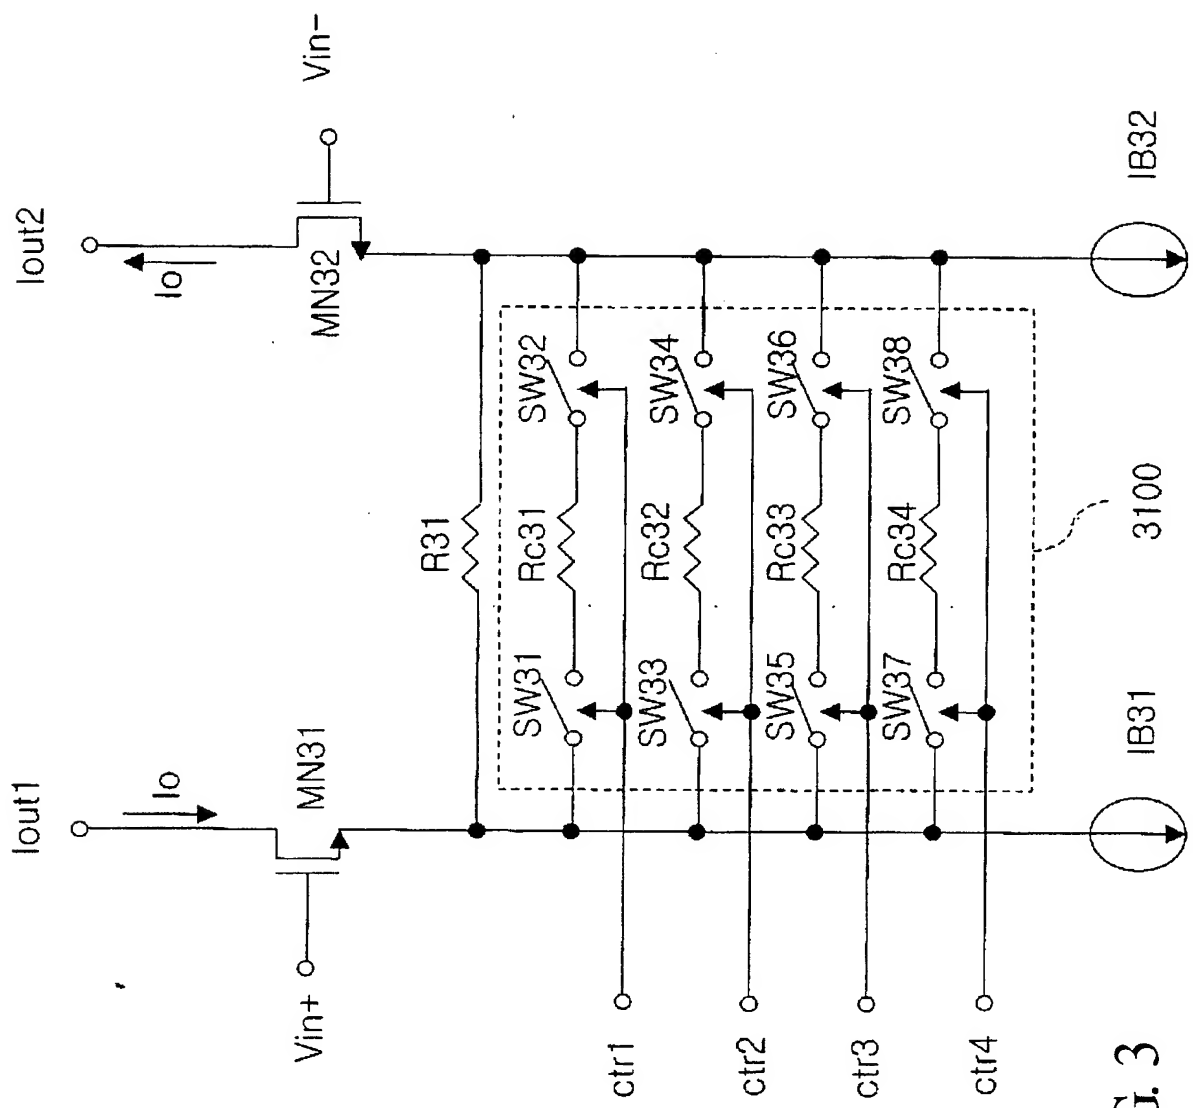 Iout1
Iout2
Io
Io
Vin+
MN31
MN32
Vin-
R31
SW31
Rc31
SW32
ctr1
SW33
Rc32
SW34
ctr2
SW35
Rc33
SW36
ctr3
SW37
Rc34
SW38
ctr4
IB31
3100
IB32
G. 3